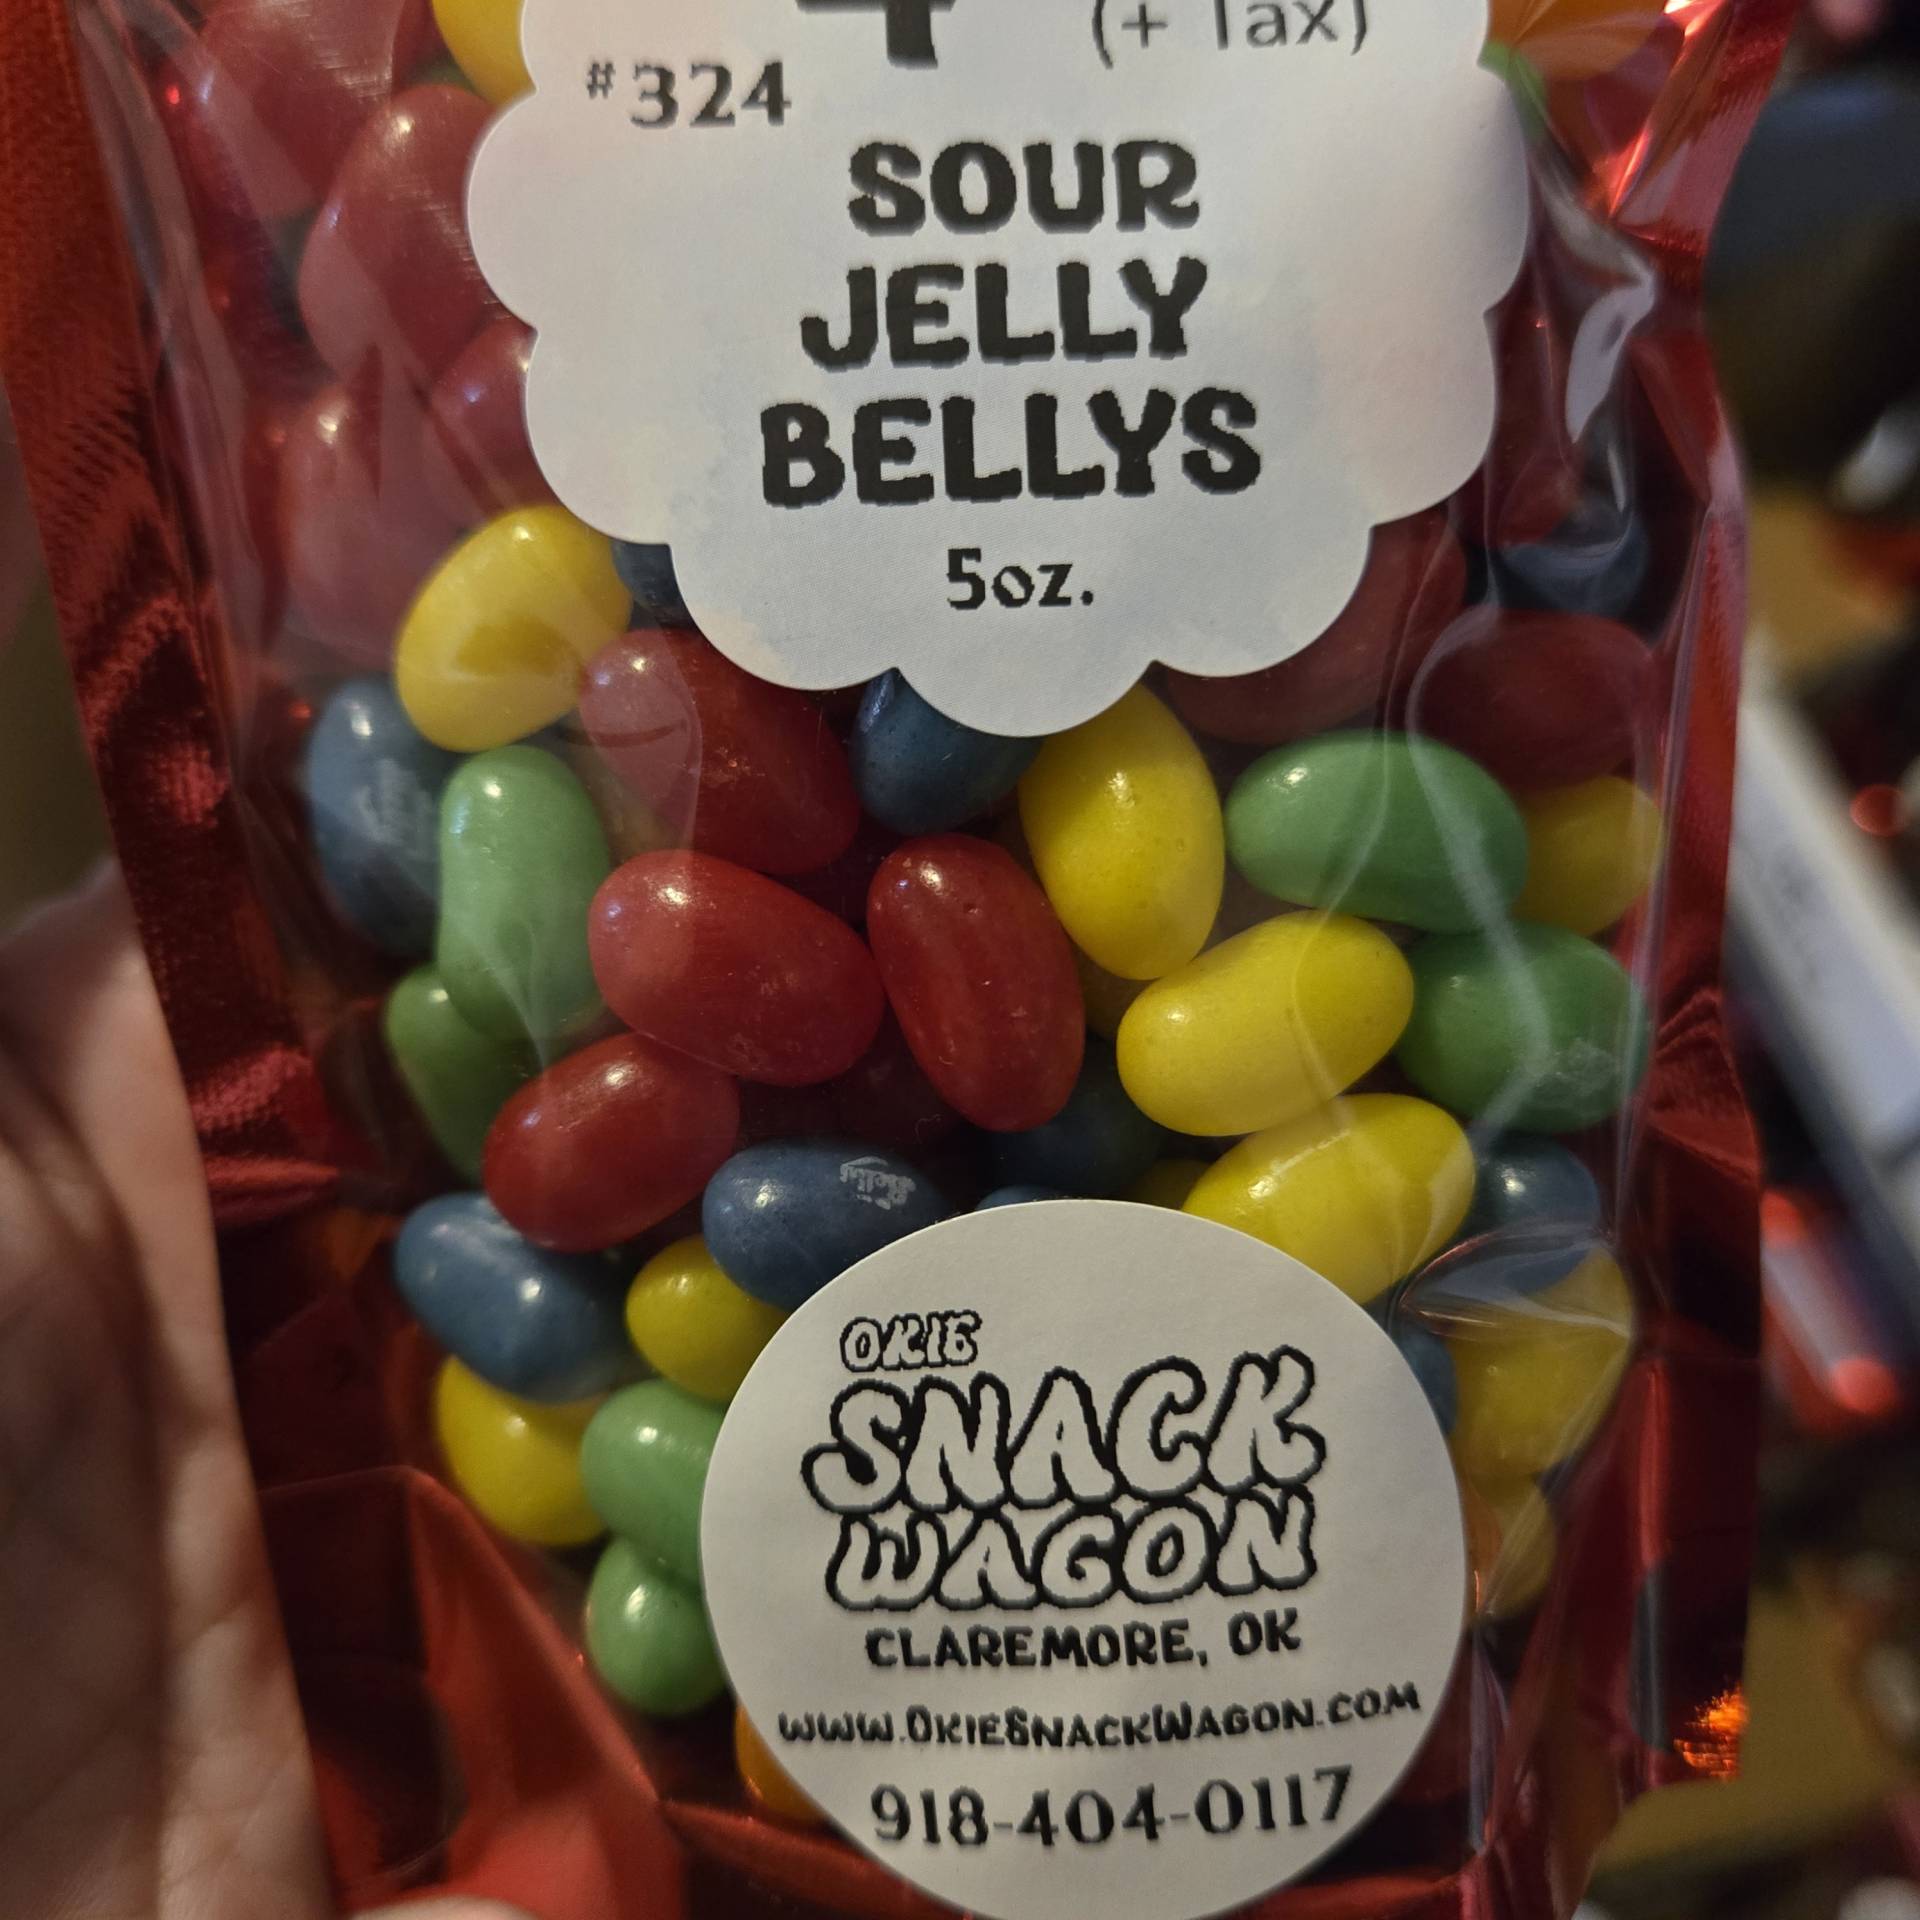 (+ Tax)
#324
SOUR
JELLY
BELLYS
5oz.
OKIE
SNACK
WAGON
CLAREMORE, OK
www.OkieSnackWagon.com
918-404-0117